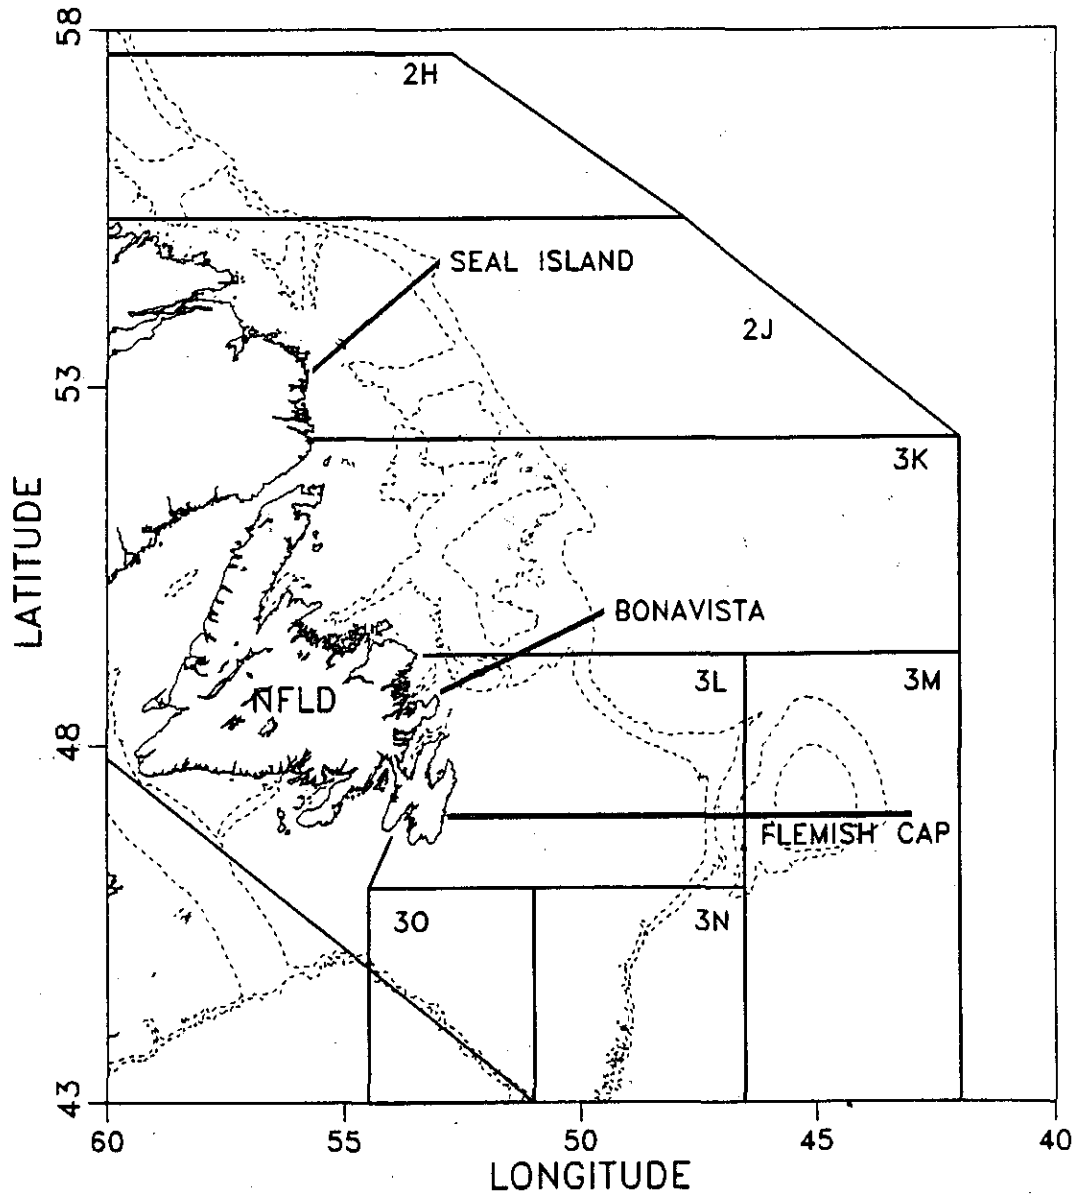 58
2H
SEAL ISLAND
2J
53
3K
LATITUDE
BONAVISTA
3L
3M
NFLD
48
FLEMISH CAP
3O
3N
43
60
55
50
45
40
LONGITUDE